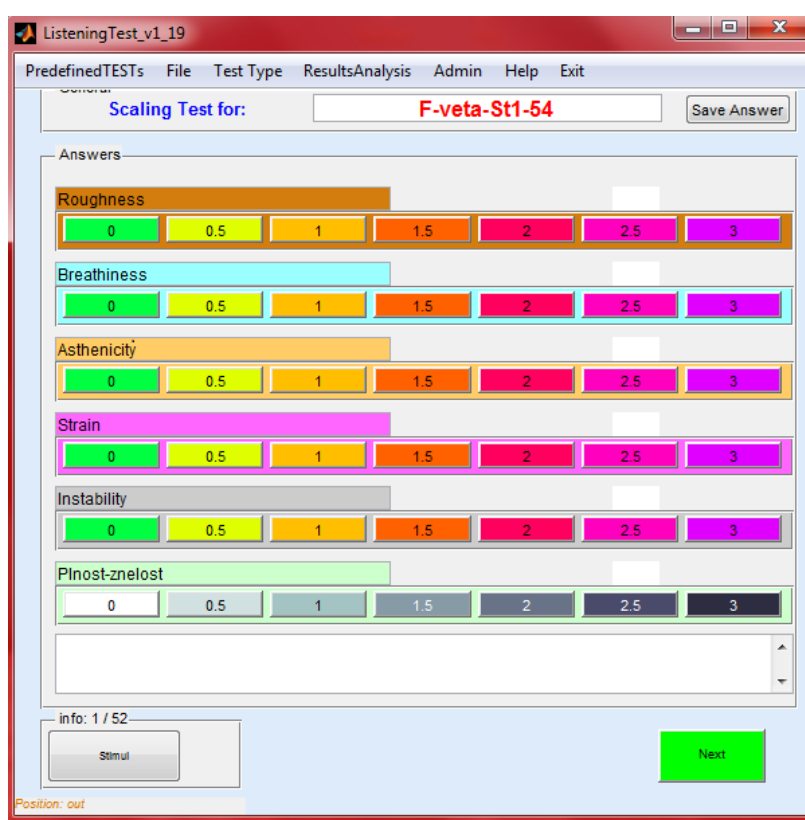 ListeningTest_v1_19
PredefinedTESTs File Test Type ResultsAnalysis Admin Help Exit
General
Scaling Test for: F-veta-St1-54 Save Answer
Answers
Roughness
0 0.5 1 1.5 2 2.5 3
Breathiness
0 0.5 1 1.5 2 2.5 3
Asthenicity
0 0.5 1 1.5 2 2.5 3
Strain
0 0.5 1 1.5 2 2.5 3
Instability
0 0.5 1 1.5 2 2.5 3
Plnost-znelost
0 0.5 1 1.5 2 2.5 3
info: 1 / 52
Stimul Next
Position: out